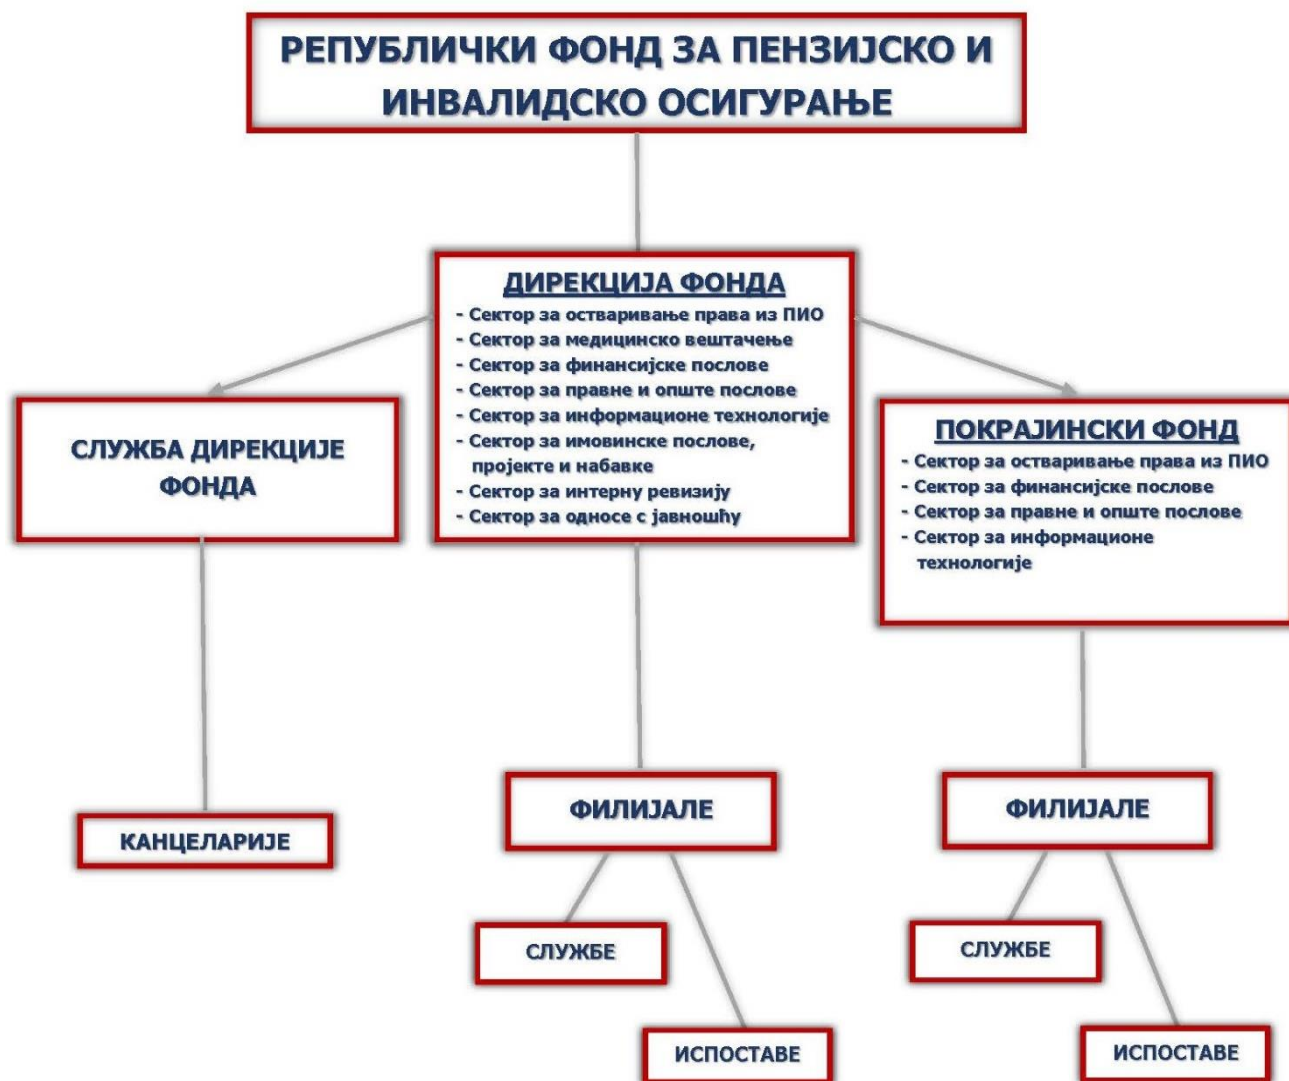 РЕПУБЛИЧКИ ФОНД ЗА ПЕНЗИЈСКО И
ИНВАЛИДСКО ОСИГУРАЊЕ
ДИРЕКЦИЈА ФОНДА
- Сектор за остваривање права из ПИО
- Сектор за медицинско вештачење
- Сектор за финансијске послове
- Сектор за правне и опште послове
- Сектор за информационе технологије
- Сектор за имовинске послове,
пројекте и набавке
- Сектор за интерну ревизију
- Сектор за односе с јавношћу
СЛУЖБА ДИРЕКЦИЈЕ
ФОНДА
ПОКРАЈИНСКИ ФОНД
- Сектор за остваривање права из ПИО
- Сектор за финансијске послове
- Сектор за правне и опште послове
- Сектор за информационе
технологије
КАНЦЕЛАРИЈЕ
ФИЛИЈАЛЕ
ФИЛИЈАЛЕ
СЛУЖБЕ
СЛУЖБЕ
ИСПОСТАВЕ
ИСПОСТАВЕ